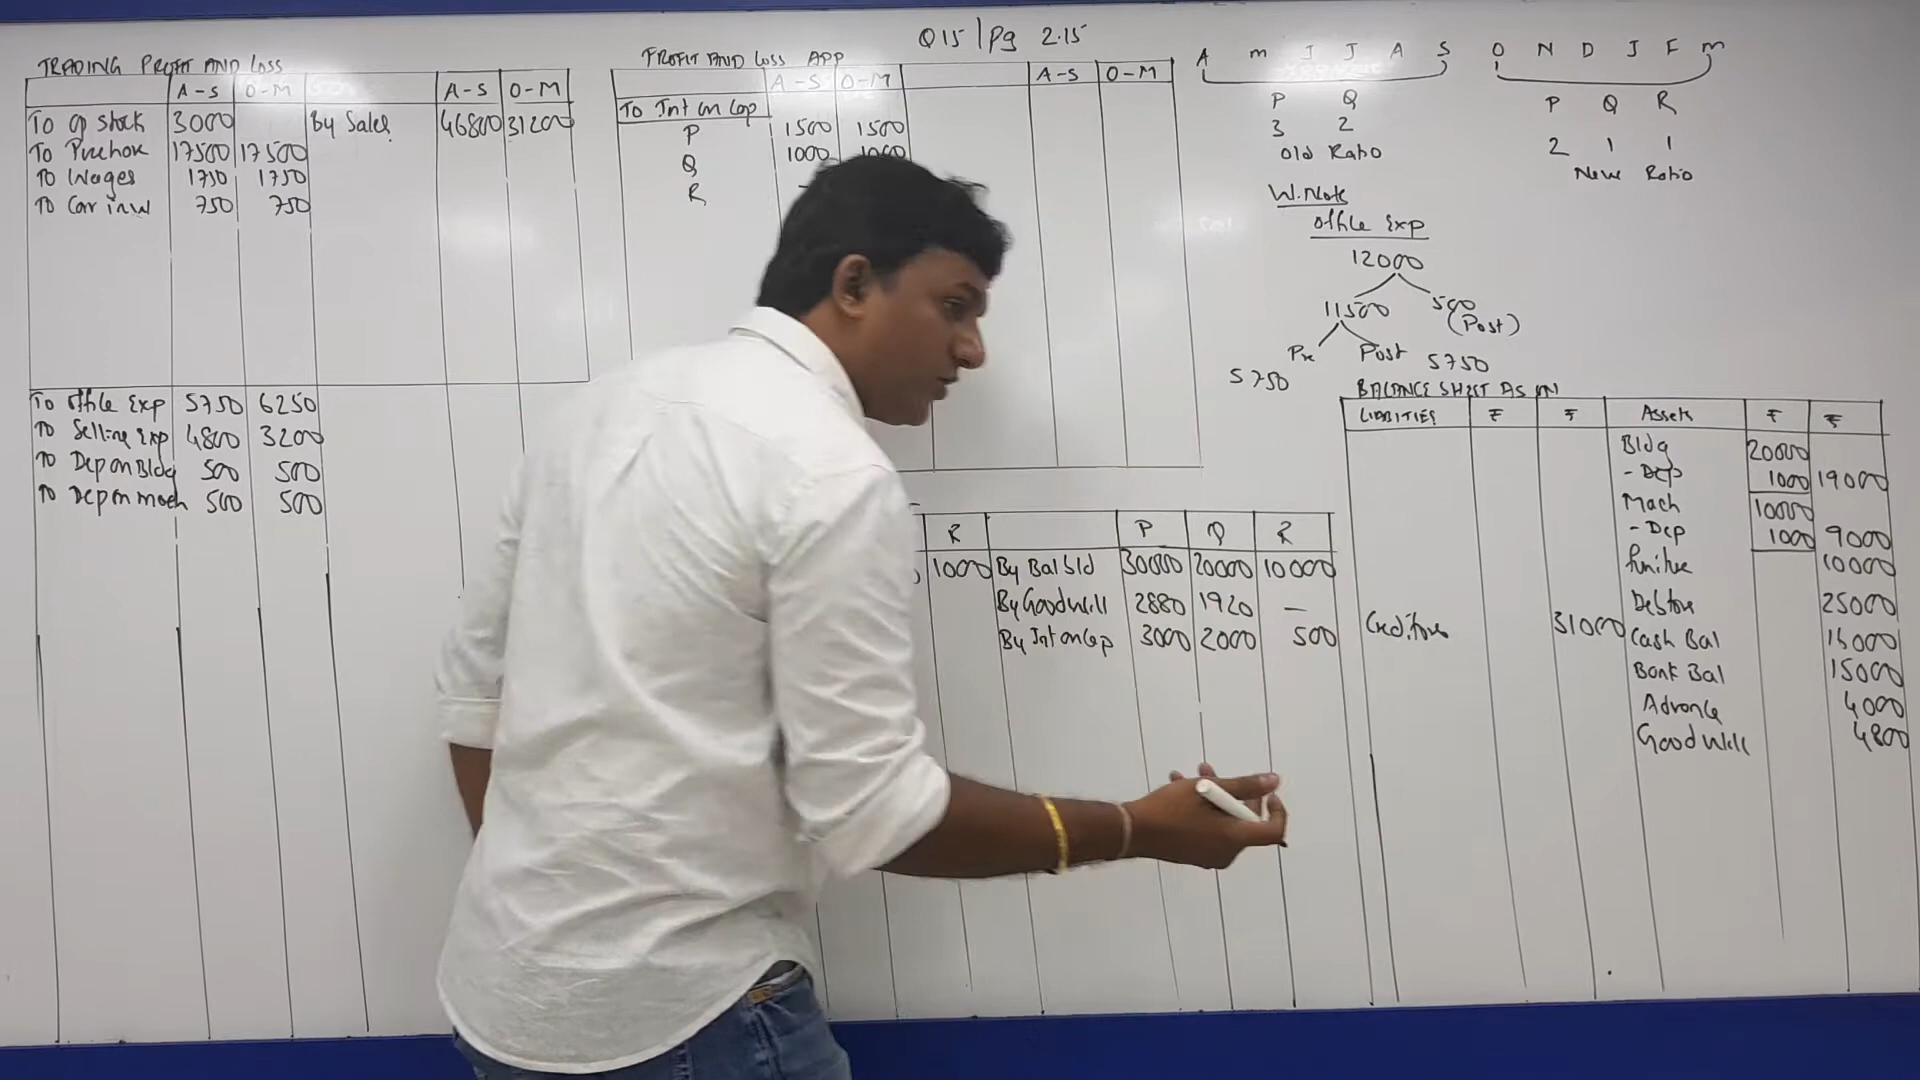 Q15 | Pg 2.15
TRADING PROFIT AND LOSS
A-S O-M A-S O-M
To op stock 3000 By Sales 46800 31200
To Purchase 17500 17500
To Wages 1750 1750
To Car inw 750 750
To office Exp 5750 6250
To Selling Exp 4800 3200
To Dep on Bldg 500 500
To Dep on mach 500 500
PROFIT AND LOSS APP
A-S O-M A-S O-M
To Int on Cap
P 1500 1500
Q 1000 1000
R -
A m J J A S O N D J F m
P Q P Q R
3 2 2 1 1
Old Ratio New Ratio
W.Note
office Exp
12000
11500 500
(Post)
Pre Post 5750
5750
R P Q R
1000 By Bal b/d 30000 20000 10000
By Goodwill 2880 1920 —
By Int on Cap 3000 2000 500
BALANCE SHEET AS ON
LIABITIES ₹ ₹ Assets ₹ ₹
Bldg 20000
- Dep 1000 19000
Mach 10000
- Dep 1000 9000
10000
Debtors 25000
Creditors 31000 Cash Bal
Bank Bal 15000
Advance 4000
Goodwill 4800